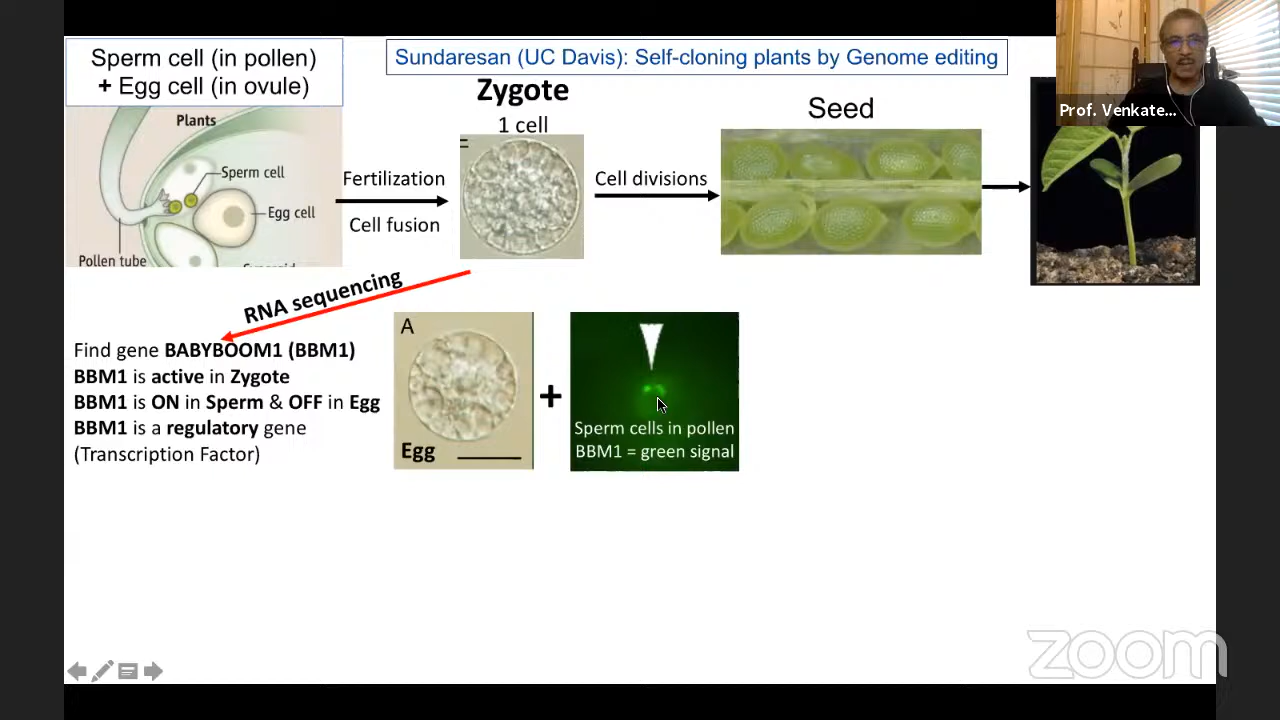 Sperm cell (in pollen)
+ Egg cell (in ovule)
Sundaresan (UC Davis): Self-cloning plants by Genome editing
Prof. Venkate...
Plants
Sperm cell
Egg cell
Pollen tube
Fertilization
Cell fusion
Zygote
1 cell
Cell divisions
Seed
RNA sequencing
Find gene BABYBOOM1 (BBM1)
BBM1 is active in Zygote
BBM1 is ON in Sperm & OFF in Egg
BBM1 is a regulatory gene
(Transcription Factor)
A
Egg
+
Sperm cells in pollen
BBM1 = green signal
zoom